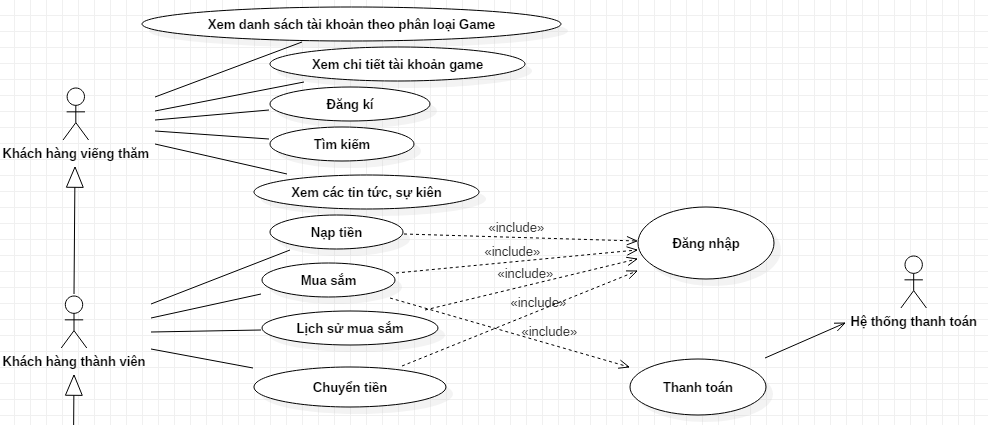 Xem danh sách tài khoản theo phân loại Game
Xem chi tiết tài khoản game
Đăng kí
Tìm kiếm
Khách hàng viếng thăm
Xem các tin tức, sự kiên
Nạp tiền
«include»
Đăng nhập
«include»
Mua sắm
«include»
«include»
Lịch sử mua sắm
«include»
Hệ thống thanh toán
Khách hàng thành viên
Chuyển tiền
Thanh toán